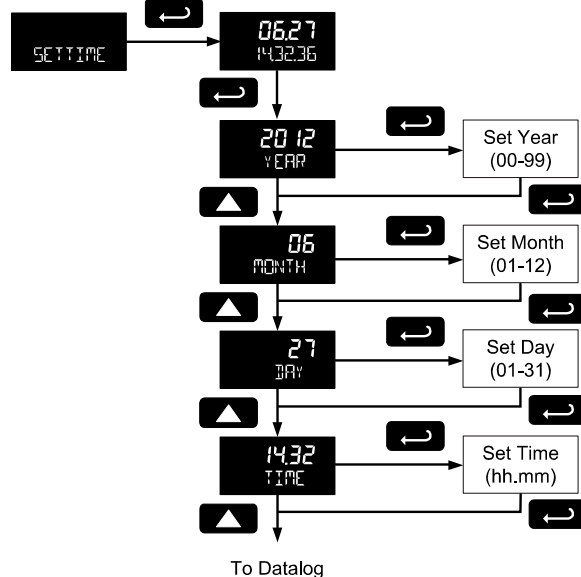 SETTIME
06.27
14.32.36
2012
YEAR
Set Year
(00-99)
06
MONTH
Set Month
(01-12)
27
DAY
Set Day
(01-31)
14.32
TIME
Set Time
(hh.mm)
To Datalog